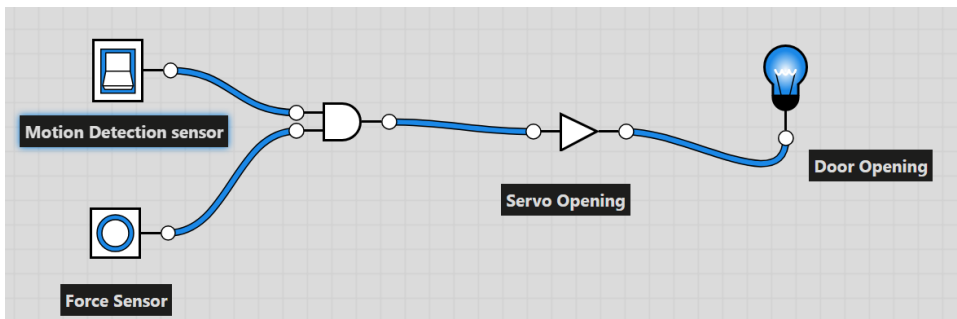 Motion Detection sensor
Door Opening
Servo Opening
Force Sensor